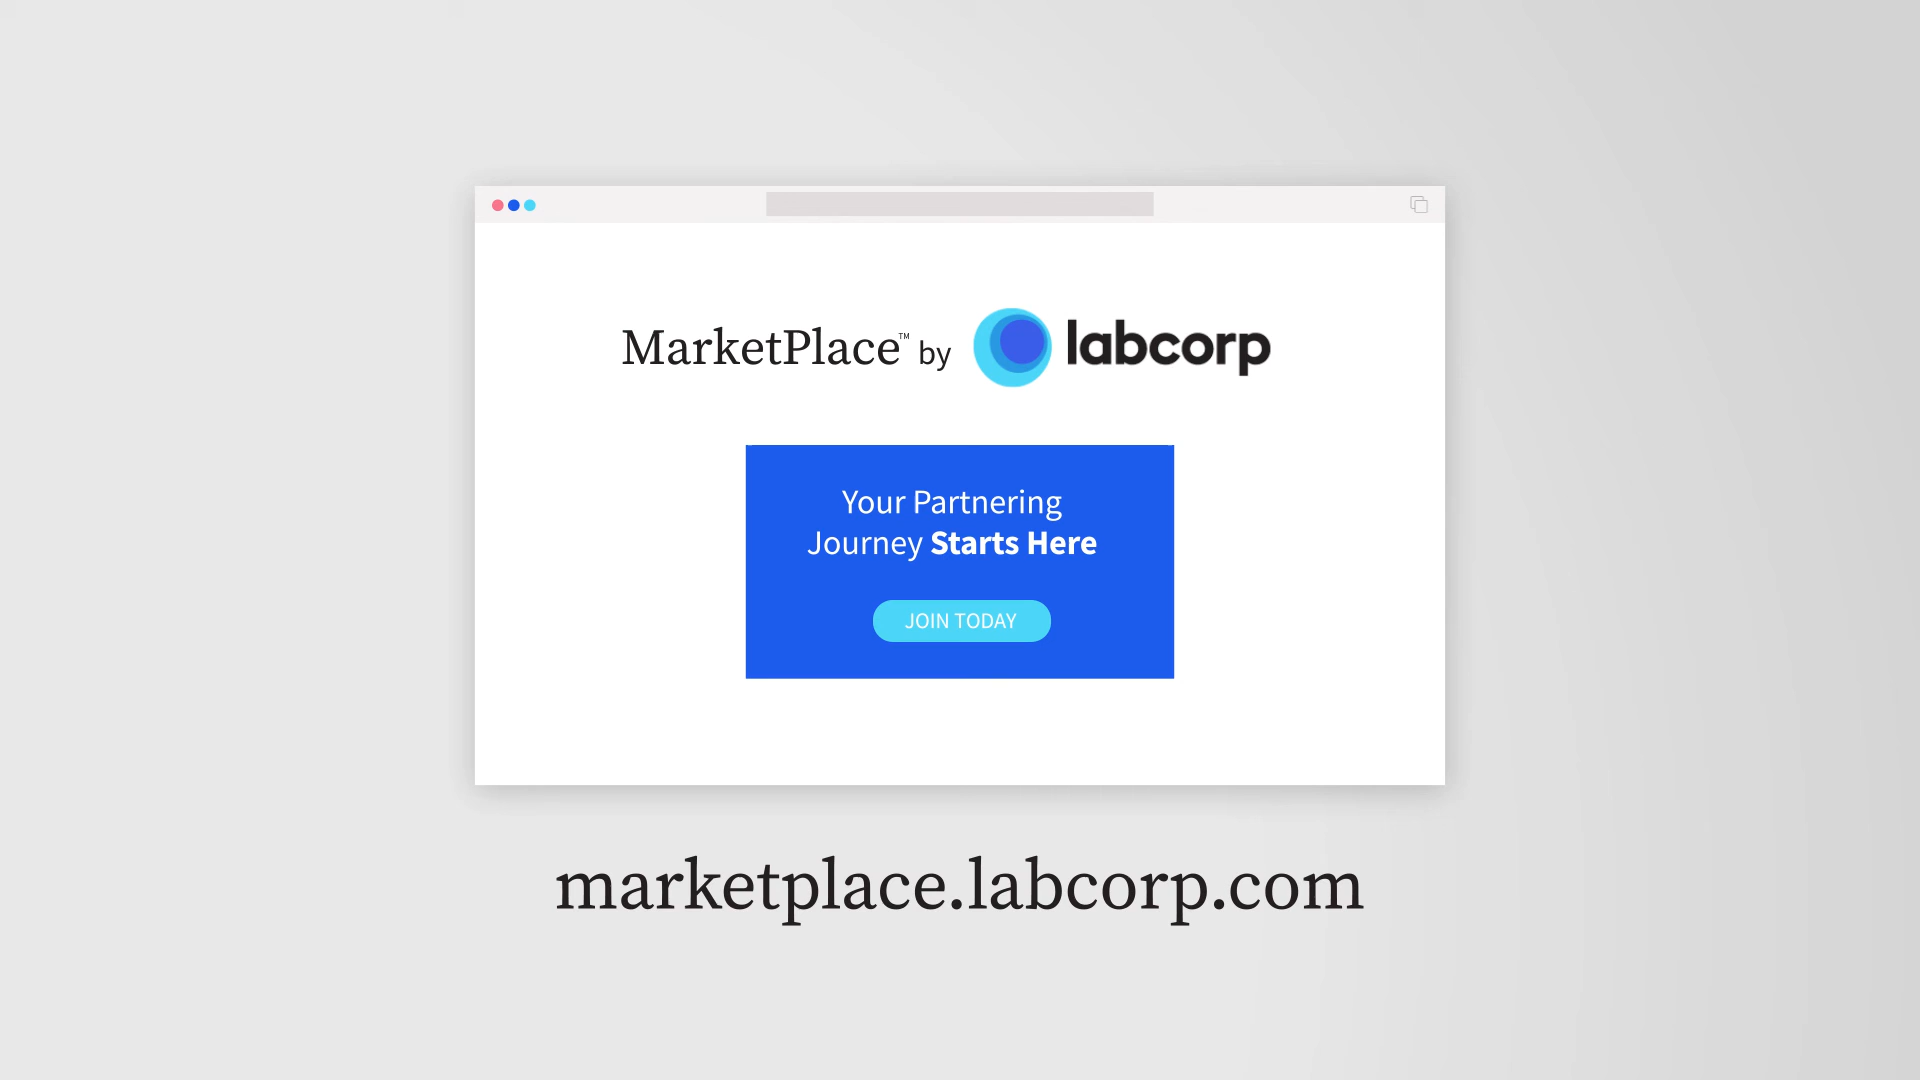 MarketPlace™ by labcorp
Your Partnering
Journey Starts Here
JOIN TODAY
marketplace.labcorp.com